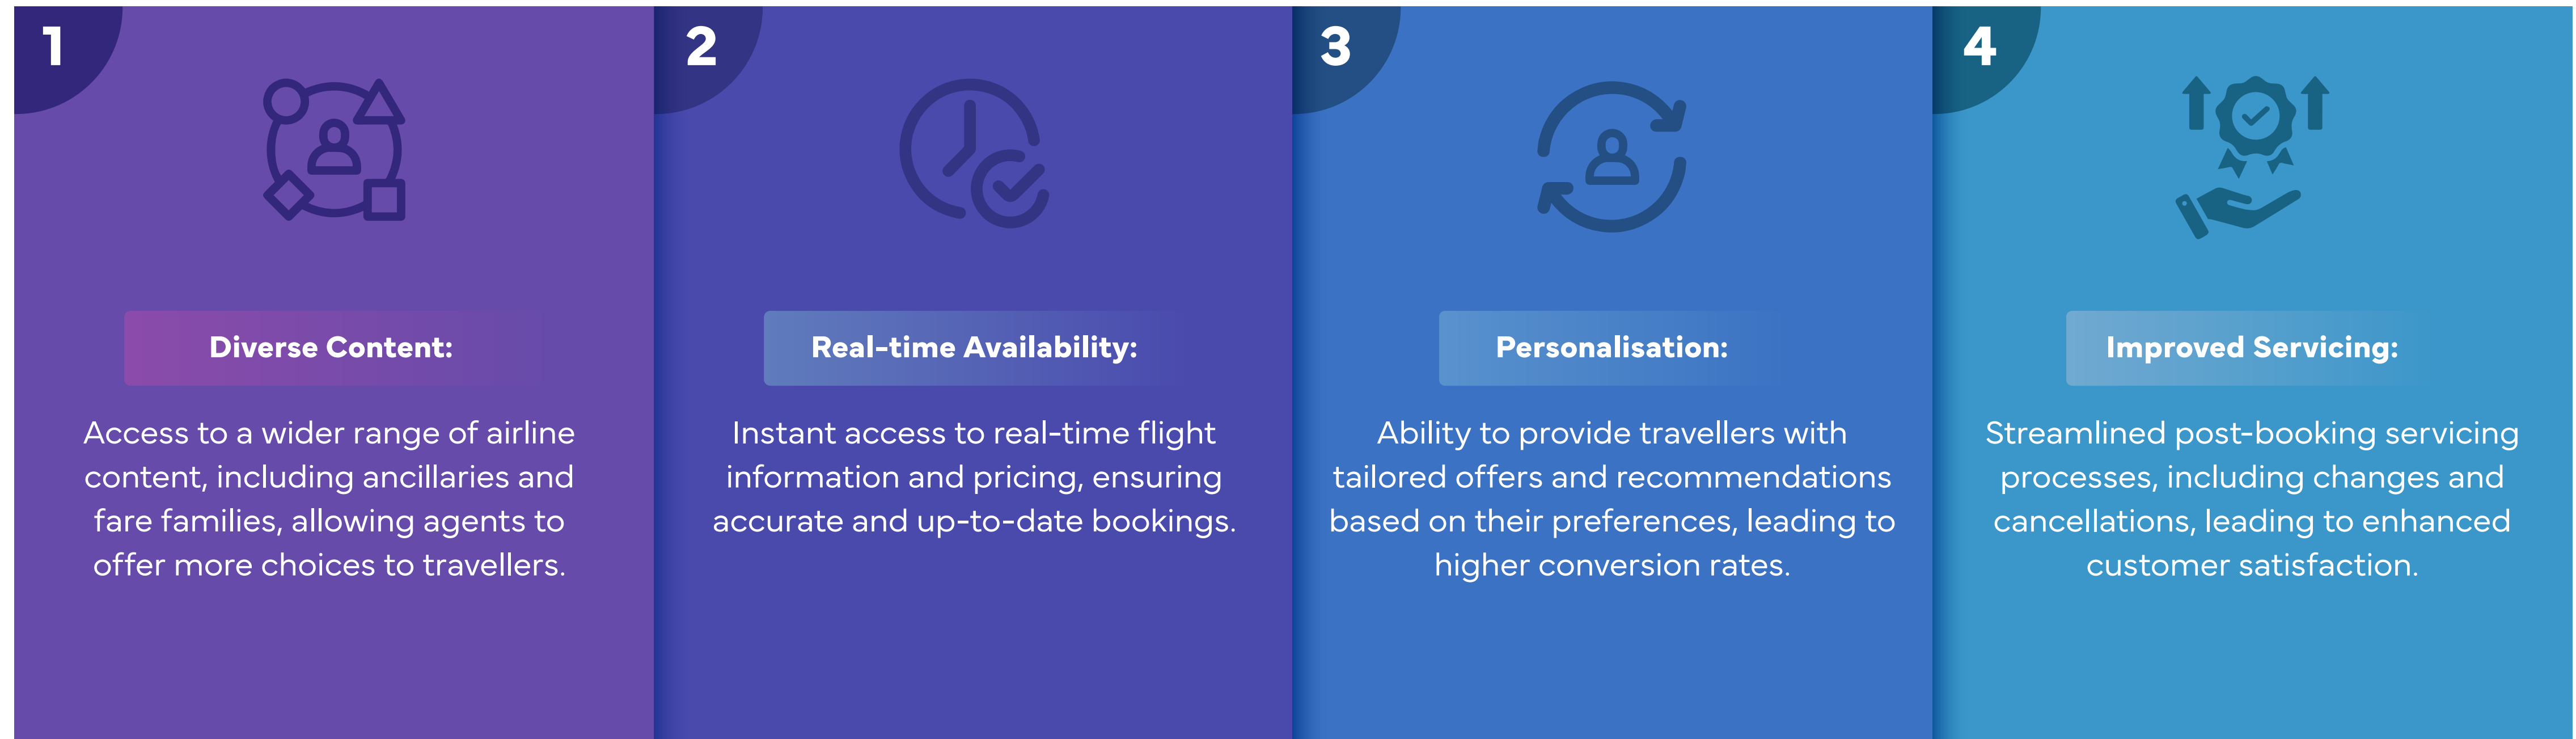 1
Diverse Content:
Access to a wider range of airline
content, including ancillaries and
fare families, allowing agents to
offer more choices to travellers.
2
Real-time Availability:
Instant access to real-time flight
information and pricing, ensuring
accurate and up-to-date bookings.
3
Personalisation:
Ability to provide travellers with
tailored offers and recommendations
based on their preferences, leading to
higher conversion rates.
4
Improved Servicing:
Streamlined post-booking servicing
processes, including changes and
cancellations, leading to enhanced
customer satisfaction.